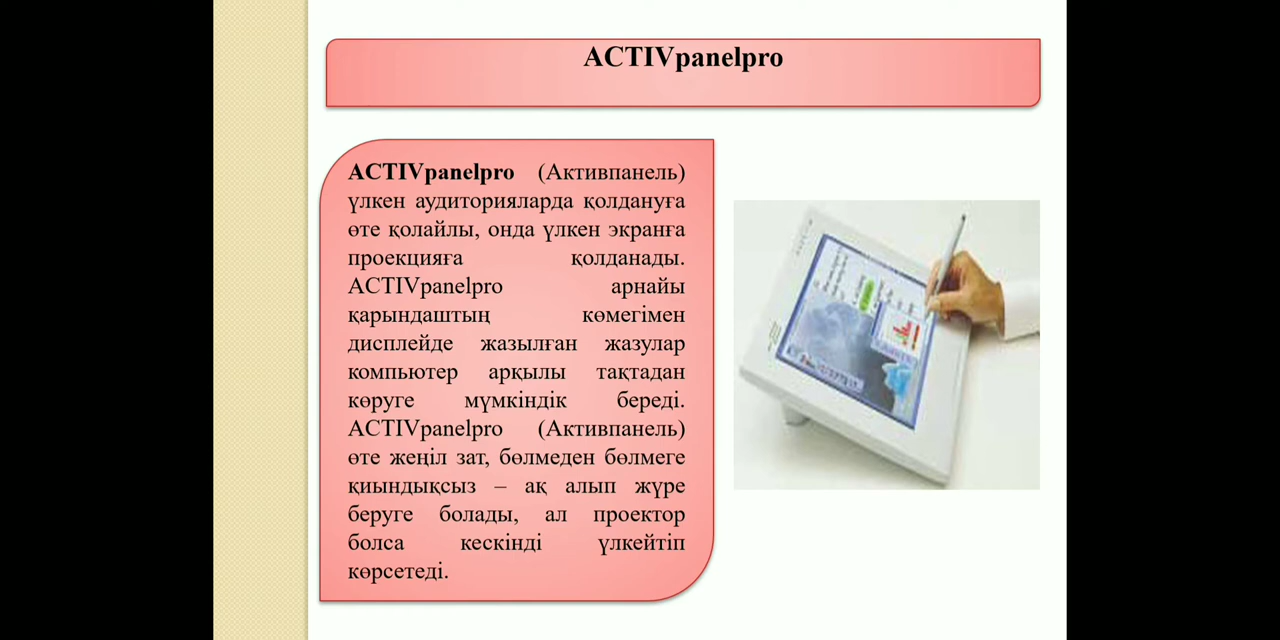 ACTIVpanelpro
ACTIVpanelpro (Активпанель)
үлкен аудиторияларда қолдануға
өте қолайлы, онда үлкен экранға
проекцияға қолданады.
ACTIVpanelpro арнайы
қарындаштың көмегімен
дисплейде жазылған жазулар
компьютер арқылы тақтадан
көруге мүмкіндік береді.
ACTIVpanelpro (Активпанель)
өте жеңіл зат, бөлмеден бөлмеге
қиындықсыз – ақ алып жүре
беруге болады, ал проектор
болса кескінді үлкейтіп
көрсетеді.